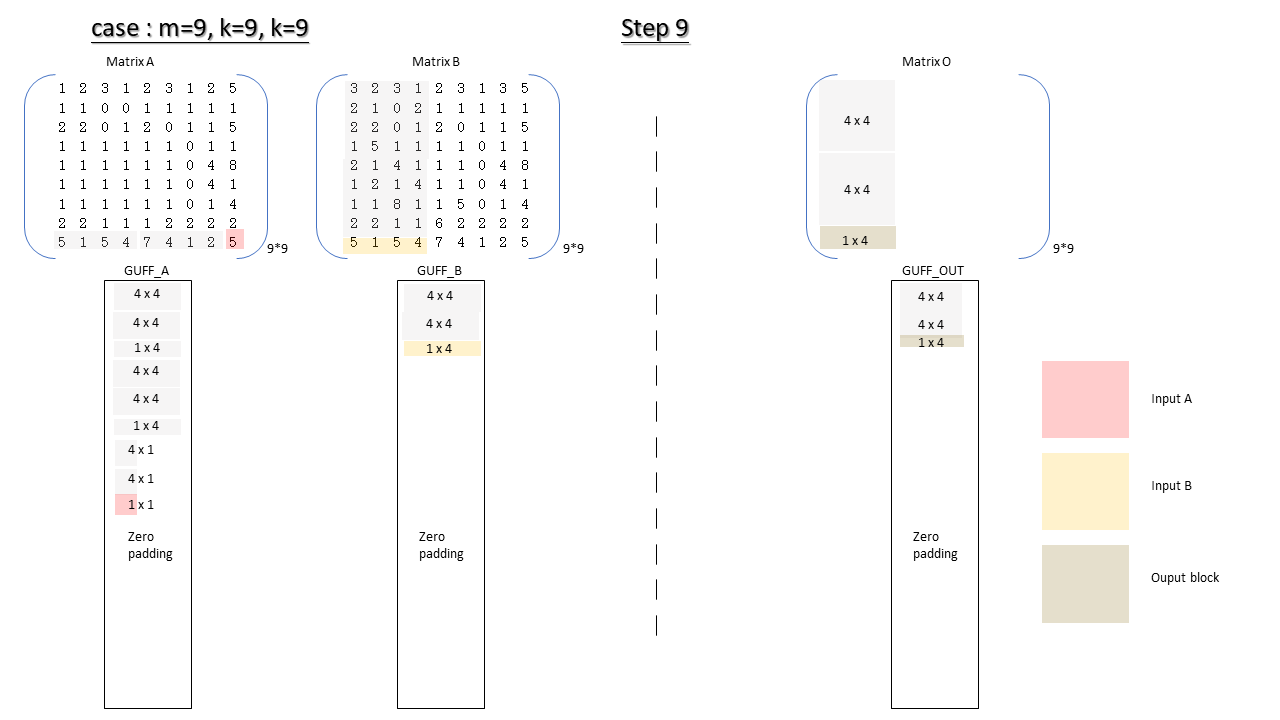 case : m=9, k=9, k=9
Step 9
Matrix A
1 2 3 1 2 3 1 2 5
1 1 0 0 1 1 1 1 1
2 2 0 1 2 0 1 1 5
1 1 1 1 1 1 0 1 1
1 1 1 1 1 1 0 4 8
1 1 1 1 1 1 0 4 1
1 1 1 1 1 1 0 1 4
2 2 1 1 1 2 2 2 2
5 1 5 4 7 4 1 2 5
9*9
Matrix B
3 2 3 1 2 3 1 3 5
2 1 0 2 1 1 1 1 1
2 2 0 1 2 0 1 1 5
1 5 1 1 1 1 0 1 1
2 1 4 1 1 1 0 4 8
1 2 1 4 1 1 0 4 1
1 1 8 1 1 5 0 1 4
2 2 1 1 6 2 2 2 2
5 1 5 4 7 4 1 2 5
9*9
Matrix O
4 x 4
4 x 4
1 x 4
9*9
GUFF_A
4 x 4
4 x 4
1 x 4
4 x 4
4 x 4
1 x 4
4 x 1
4 x 1
1 x 1
Zero
padding
GUFF_B
4 x 4
4 x 4
1 x 4
Zero
padding
GUFF_OUT
4 x 4
4 x 4
1 x 4
Zero
padding
Input A
Input B
Ouput block